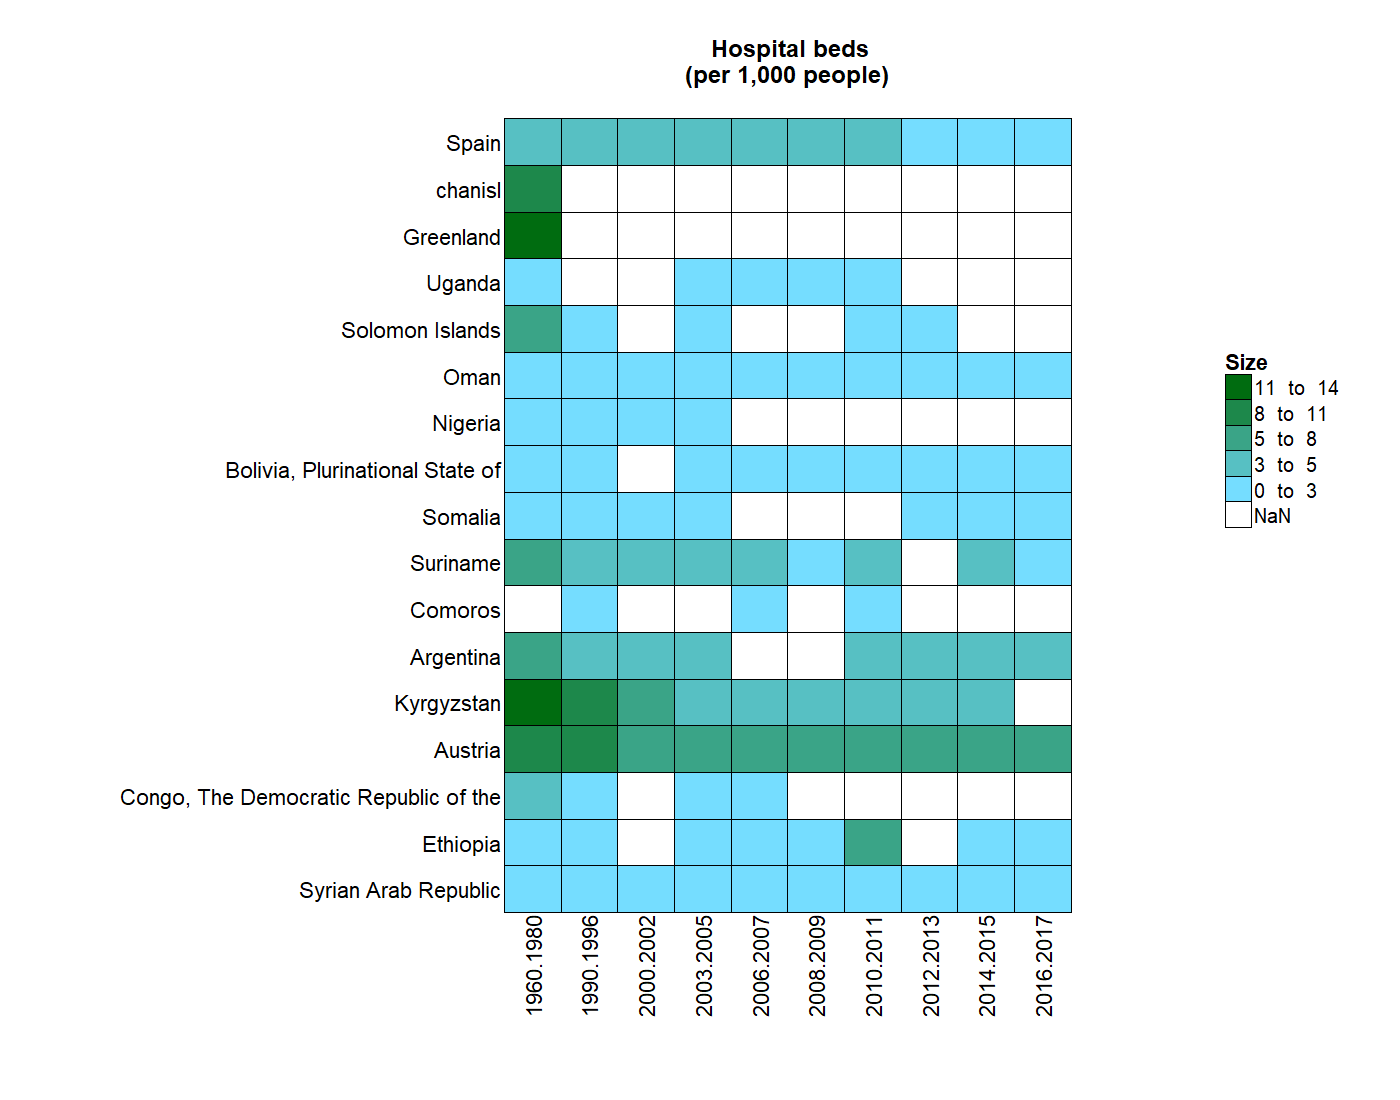 Hospital beds
(per 1,000 people)
Spain
chanisl
Greenland
Uganda
Solomon Islands
Oman
Nigeria
Bolivia, Plurinational State of
Somalia
Suriname
Comoros
Argentina
Kyrgyzstan
Austria
Congo, The Democratic Republic of the
Ethiopia
Syrian Arab Republic
1960.1980
1990.1996
2000.2002
2003.2005
2006.2007
2008.2009
2010.2011
2012.2013
2014.2015
2016.2017
Size
11 to 14
8 to 11
5 to 8
3 to 5
0 to 3
NaN